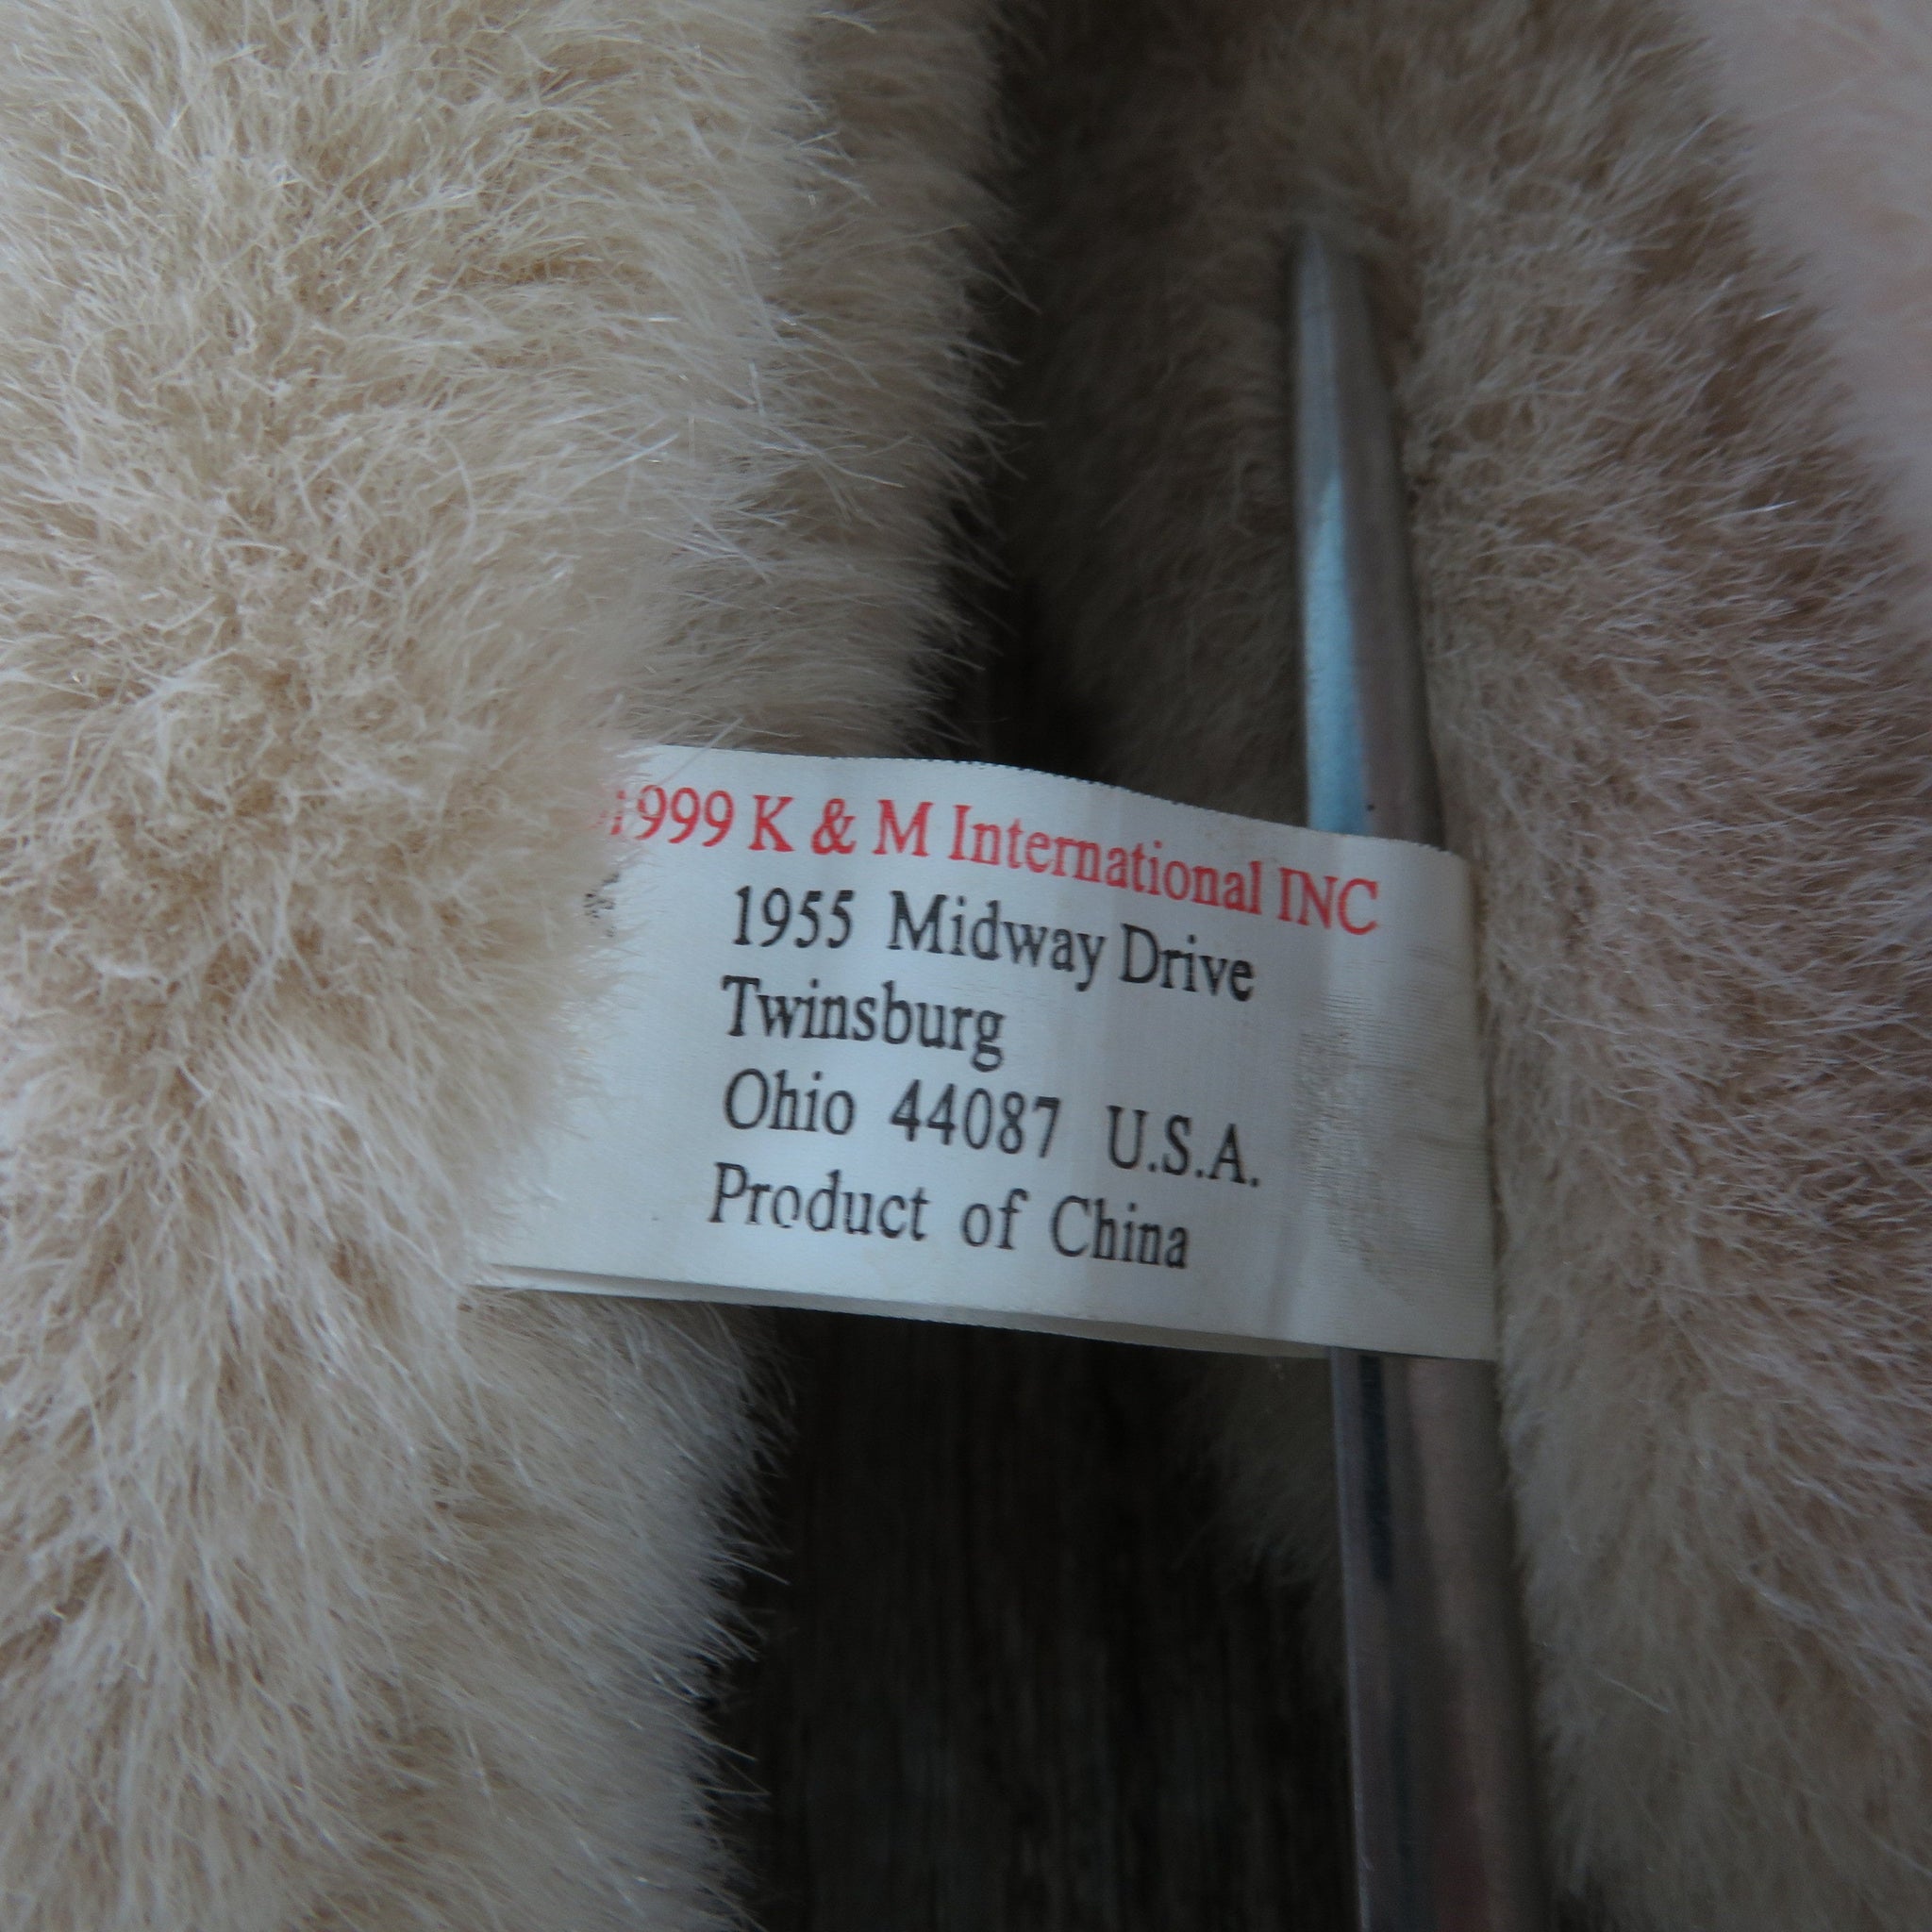 1999 K & M International INC
1955 Midway Drive
Twinsburg
Ohio 44087 U.S.A.
Product of China